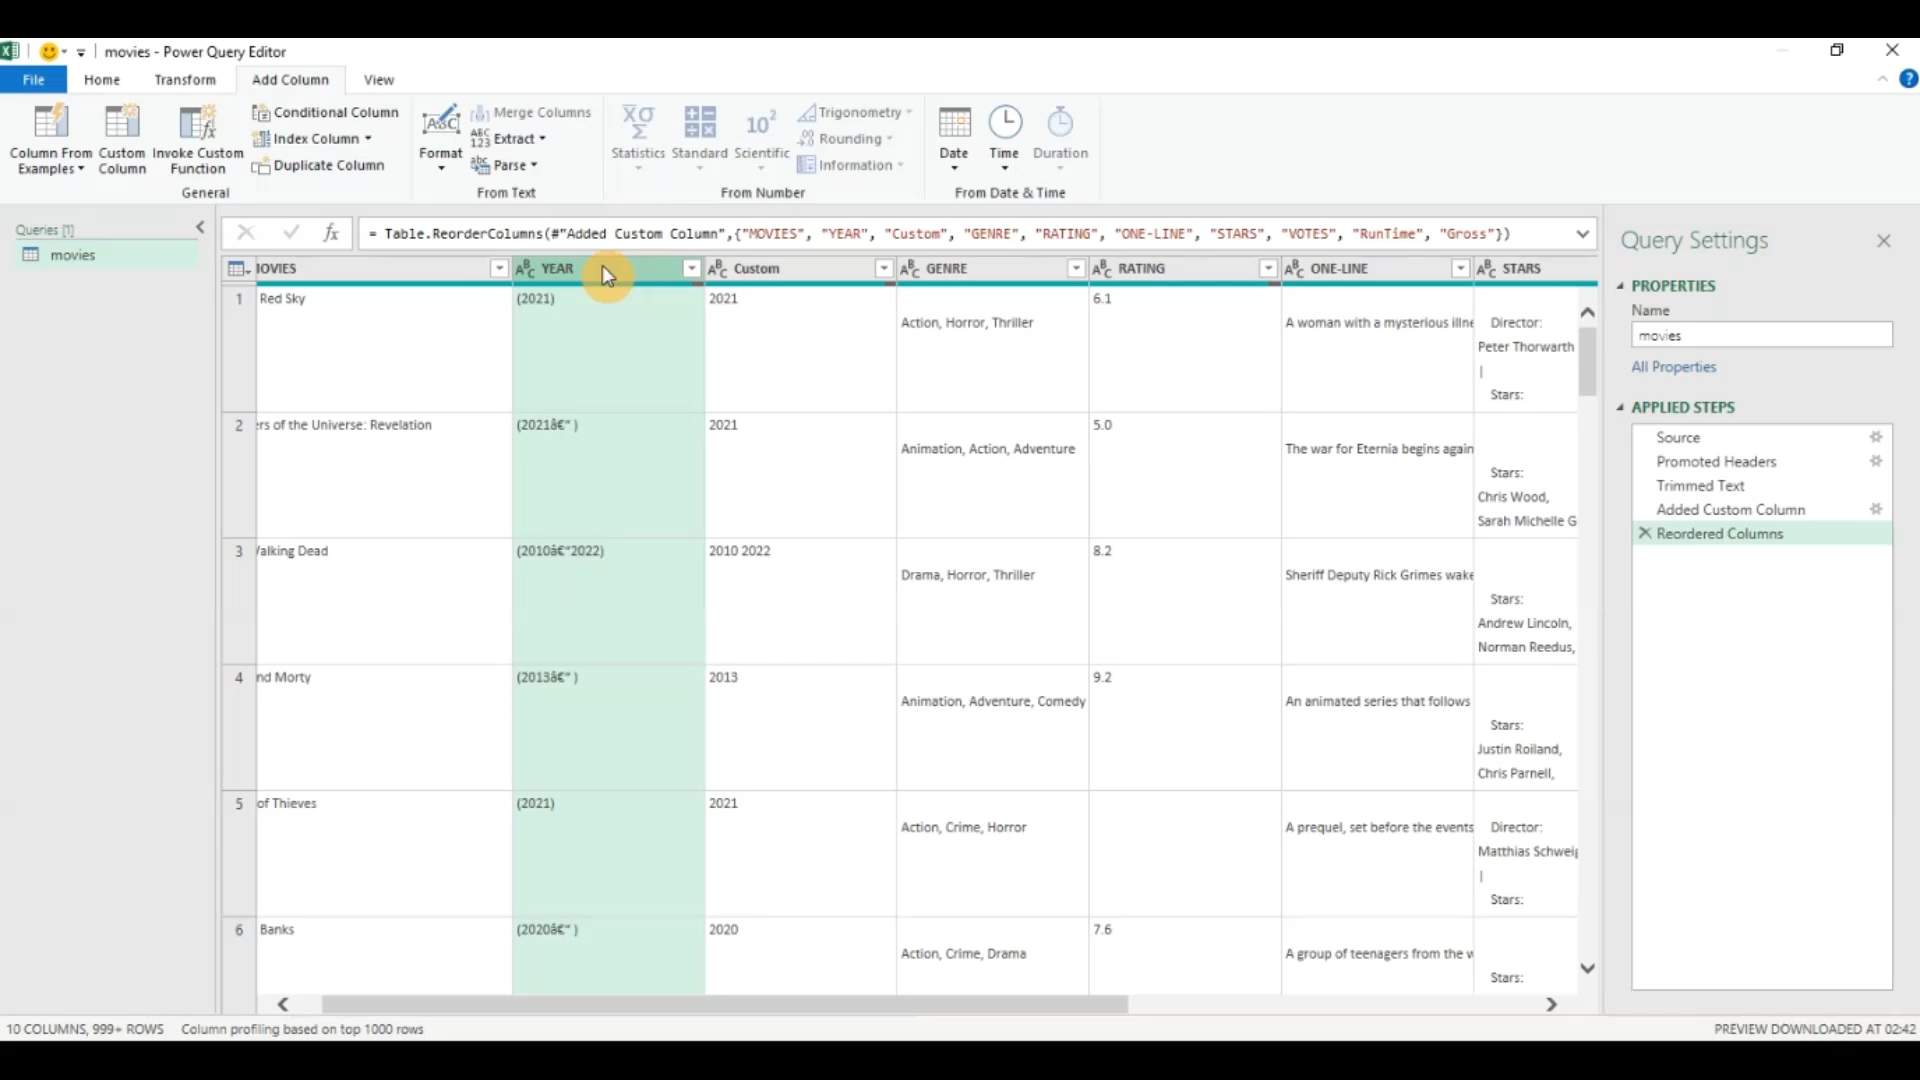 movies - Power Query Editor
File Home Transform Add Column View
Column From Examples
Custom Column
Invoke Custom Function
Conditional Column
Index Column
Duplicate Column
General
Format
Merge Columns
Extract
Parse
From Text
Statistics
Standard
Scientific
Trigonometry
Rounding
Information
From Number
Date
Time
Duration
From Date & Time
Queries [1]
movies
= Table.ReorderColumns(#"Added Custom Column",{"MOVIES", "YEAR", "Custom", "GENRE", "RATING", "ONE-LINE", "STARS", "VOTES", "RunTime", "Gross"})
IOVIES YEAR Custom GENRE RATING ONE-LINE STARS
1 Red Sky (2021) 2021 6.1
Action, Horror, Thriller A woman with a mysterious illne Director:
Peter Thorwarth
|
Stars:
2 ers of the Universe: Revelation (2021â€“ ) 2021 5.0
Animation, Action, Adventure The war for Eternia begins again
Stars:
Chris Wood,
Sarah Michelle G
3 Valking Dead (2010â€“2022) 2010 2022 8.2
Drama, Horror, Thriller Sheriff Deputy Rick Grimes wake
Stars:
Andrew Lincoln,
Norman Reedus,
4 nd Morty (2013â€“ ) 2013 9.2
Animation, Adventure, Comedy An animated series that follows
Stars:
Justin Roiland,
Chris Parnell,
5 of Thieves (2021) 2021
Action, Crime, Horror A prequel, set before the events Director:
Matthias Schweig
|
Stars:
6 Banks (2020â€“ ) 2020 7.6
Action, Crime, Drama A group of teenagers from the w
Stars:
Query Settings
PROPERTIES
Name
movies
All Properties
APPLIED STEPS
Source
Promoted Headers
Trimmed Text
Added Custom Column
Reordered Columns
10 COLUMNS, 999+ ROWS Column profiling based on top 1000 rows
PREVIEW DOWNLOADED AT 02:42